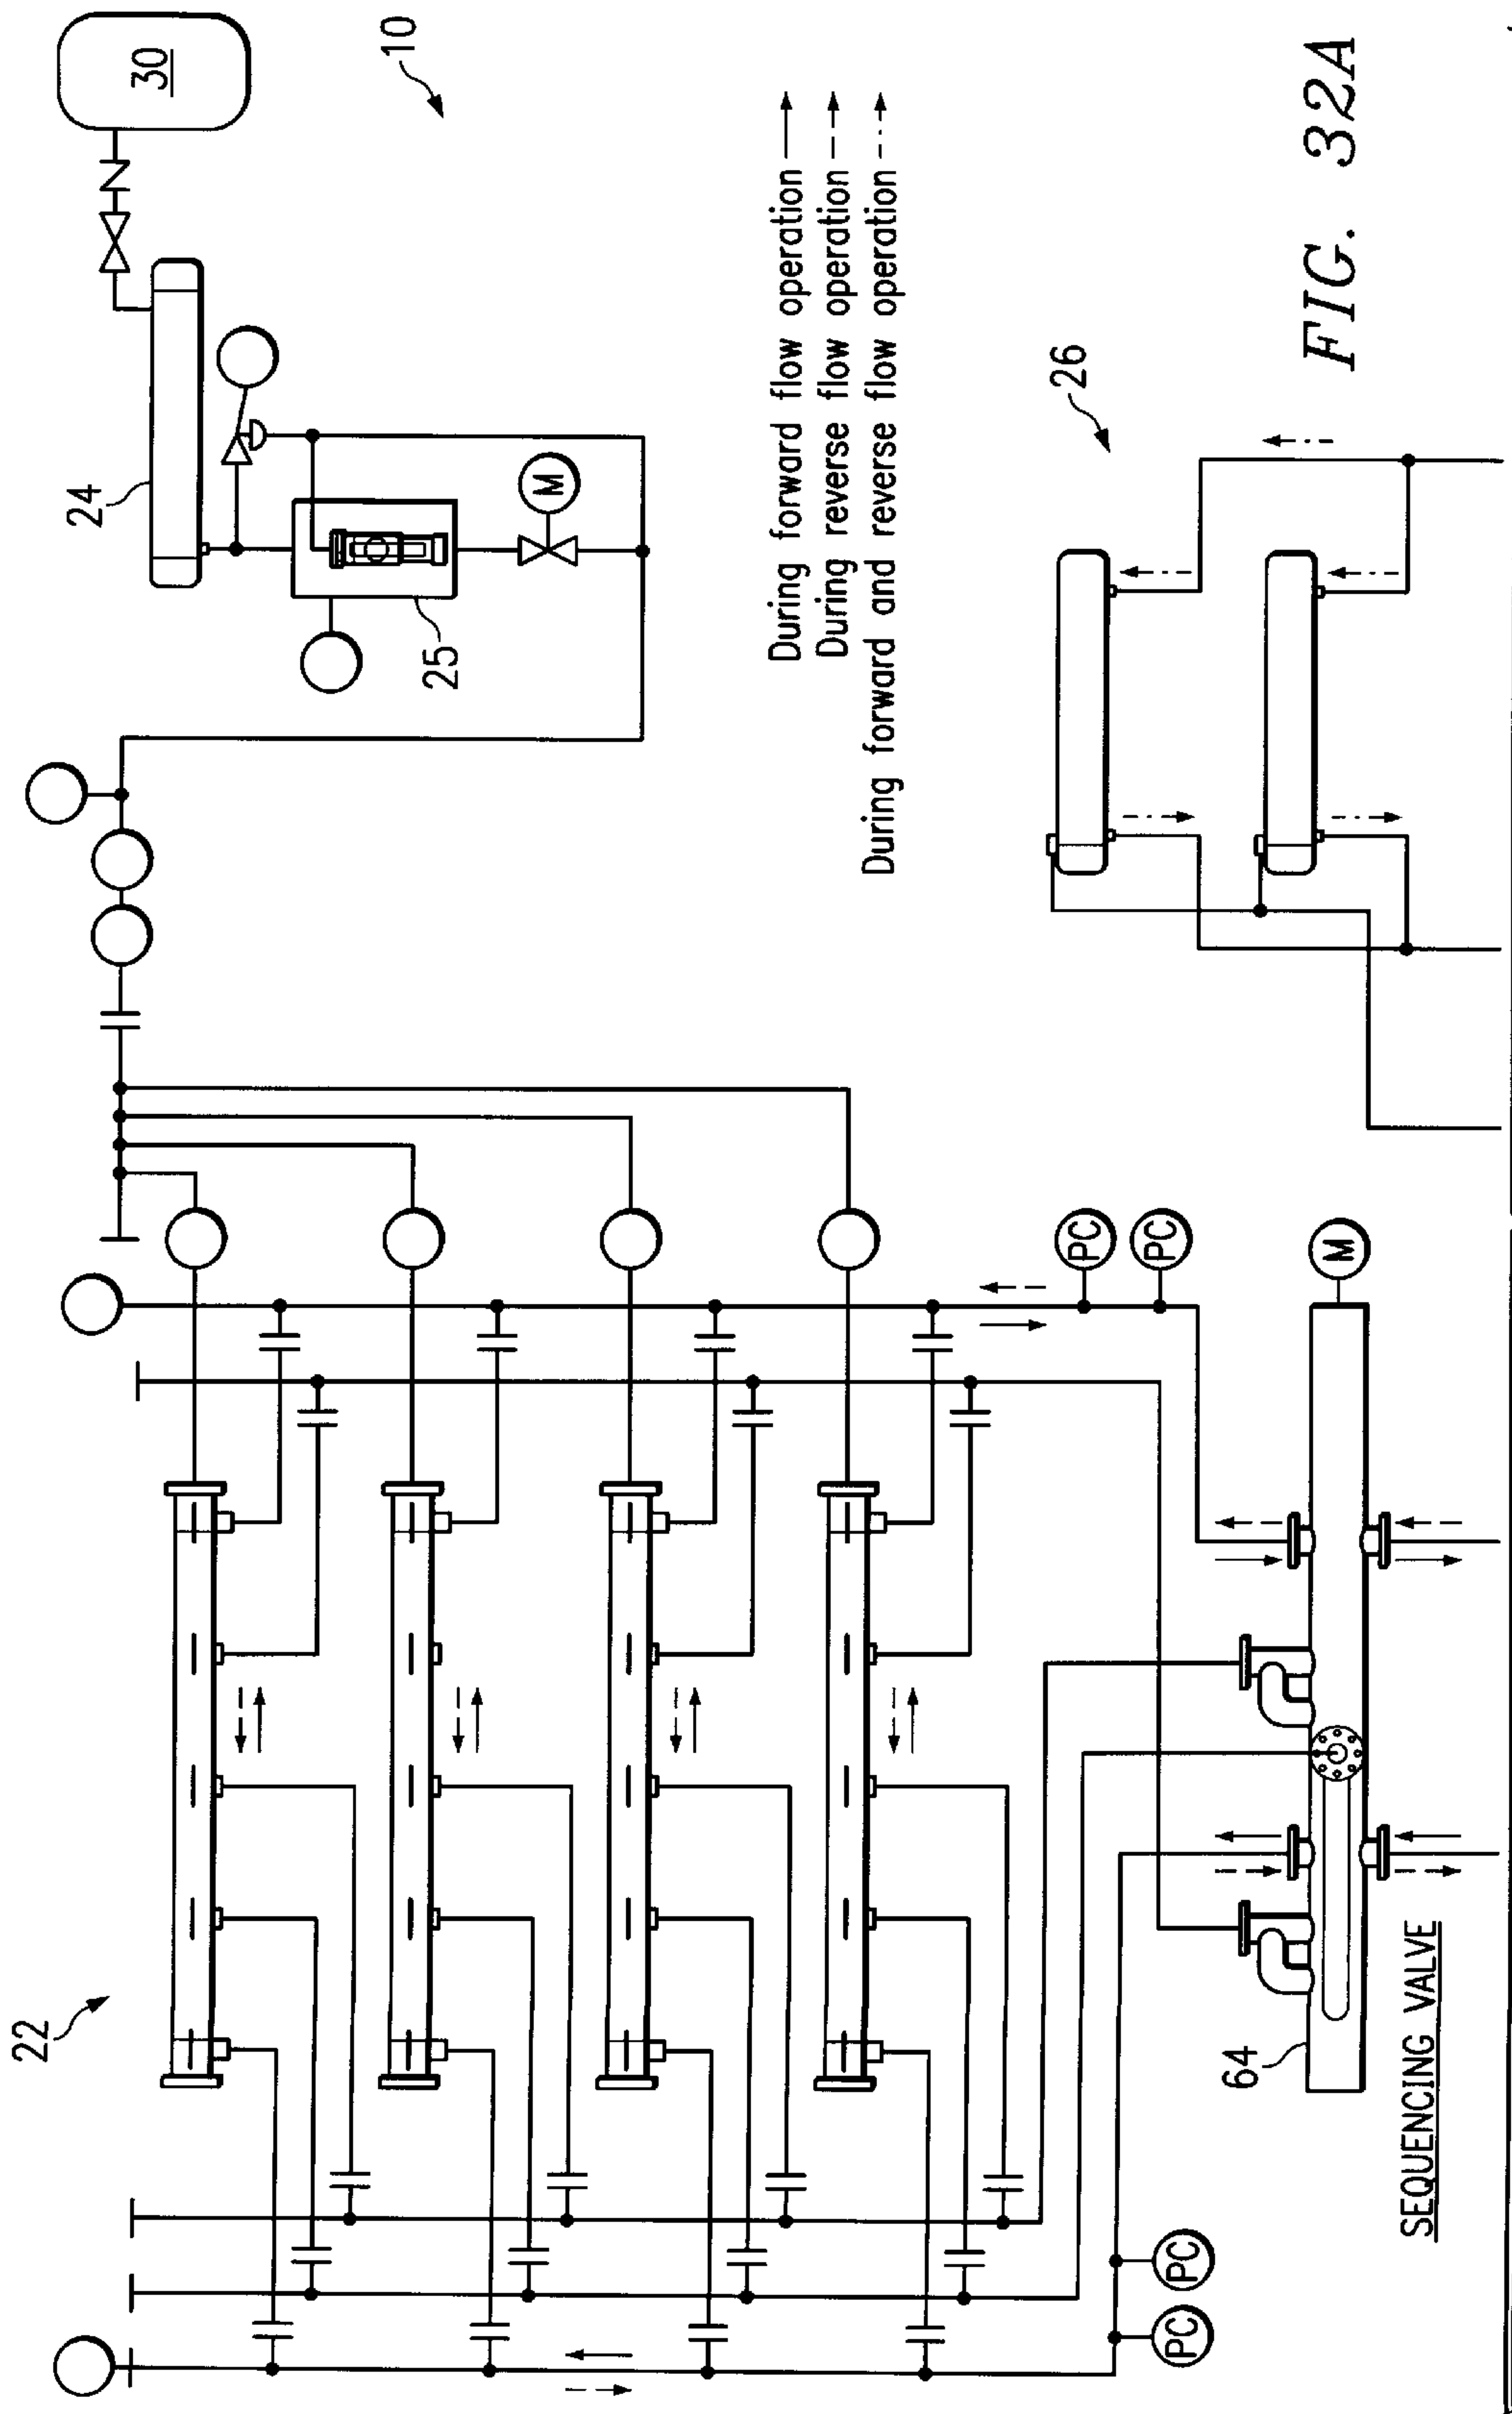 22
30
10
24
25
M
During forward flow operation
During reverse flow operation
During forward and reverse flow operation
26
PC
PC
M
PC
PC
64
SEQUENCING VALVE
FIG. 32A